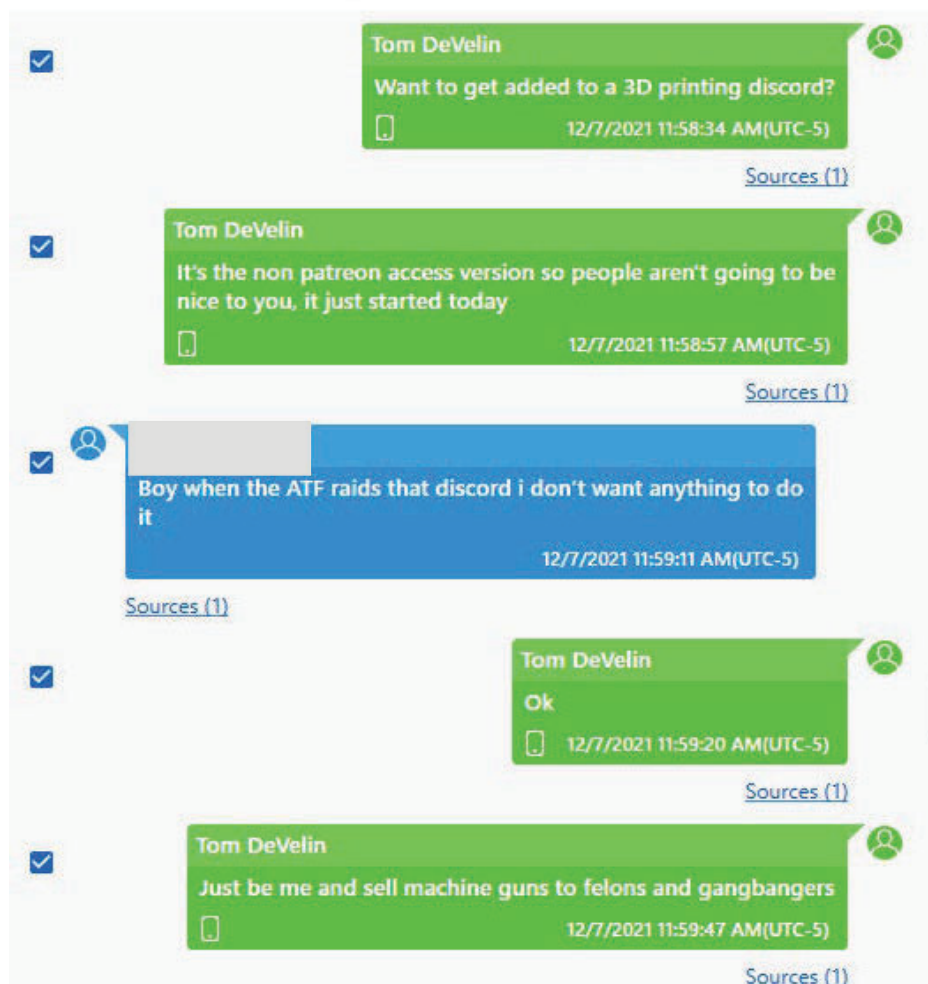 Tom DeVelin
Want to get added to a 3D printing discord?
12/7/2021 11:58:34 AM(UTC-5)
Sources (1)
Tom DeVelin
It's the non patreon access version so people aren't going to be
nice to you, it just started today
12/7/2021 11:58:57 AM(UTC-5)
Sources (1)
Boy when the ATF raids that discord i don't want anything to do
it
12/7/2021 11:59:11 AM(UTC-5)
Sources (1)
Tom DeVelin
Ok
12/7/2021 11:59:20 AM(UTC-5)
Sources (1)
Tom DeVelin
Just be me and sell machine guns to felons and gangbangers
12/7/2021 11:59:47 AM(UTC-5)
Sources (1)